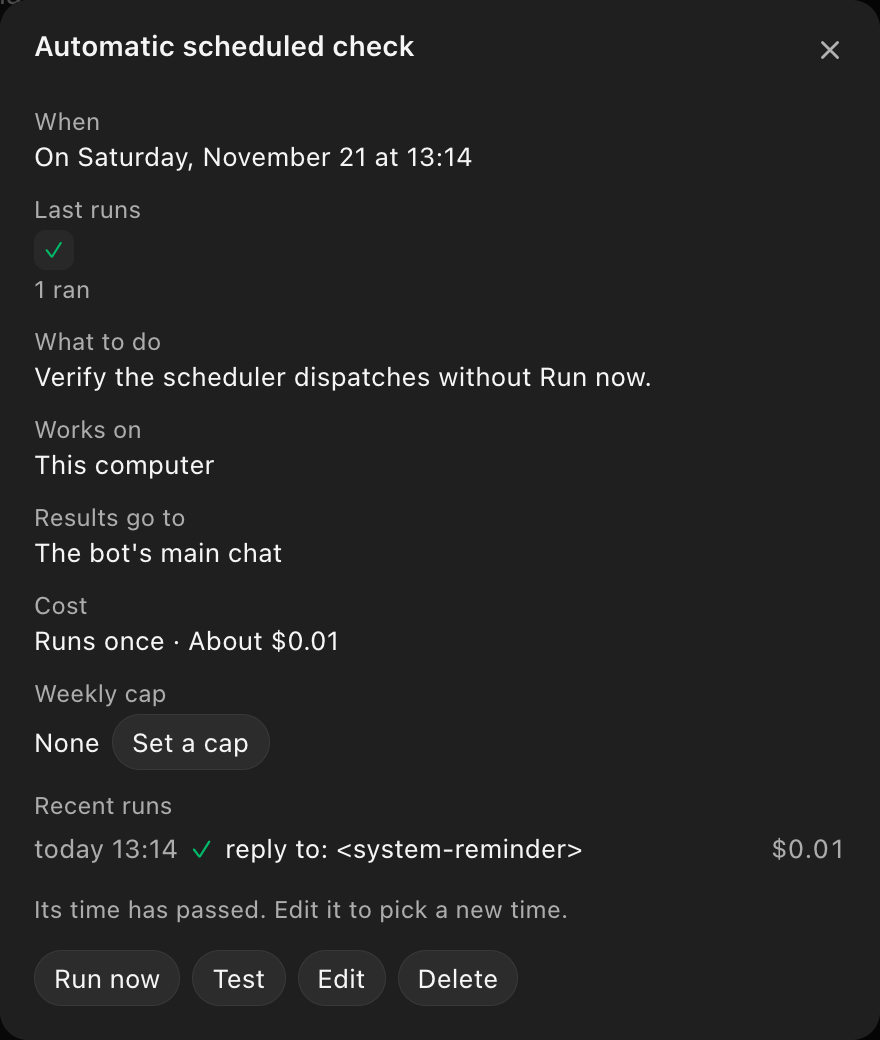 Automatic scheduled check
When
On Saturday, November 21 at 13:14
Last runs
1 ran
What to do
Verify the scheduler dispatches without Run now.
Works on
This computer
Results go to
The bot's main chat
Cost
Runs once · About $0.01
Weekly cap
None Set a cap
Recent runs
today 13:14 ✓ reply to: <system-reminder> $0.01
Its time has passed. Edit it to pick a new time.
Run now Test Edit Delete